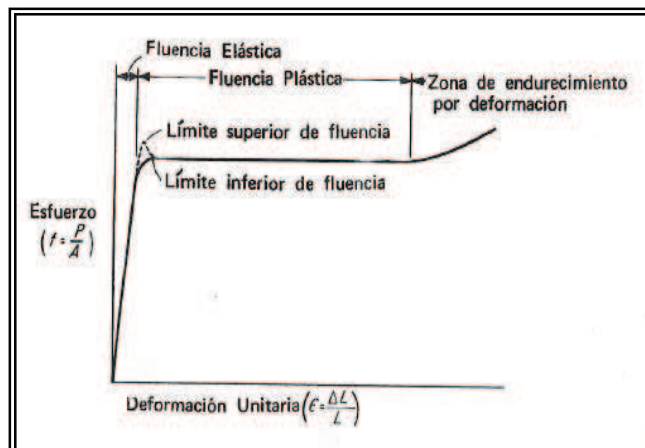 Fluencia Elástica
Fluencia Plástica
Zona de endurecimiento
por deformación
Límite superior de fluencia
Límite inferior de fluencia
Esfuerzo
(f=P/A)
Deformación Unitaria (ϵ=ΔL/L)